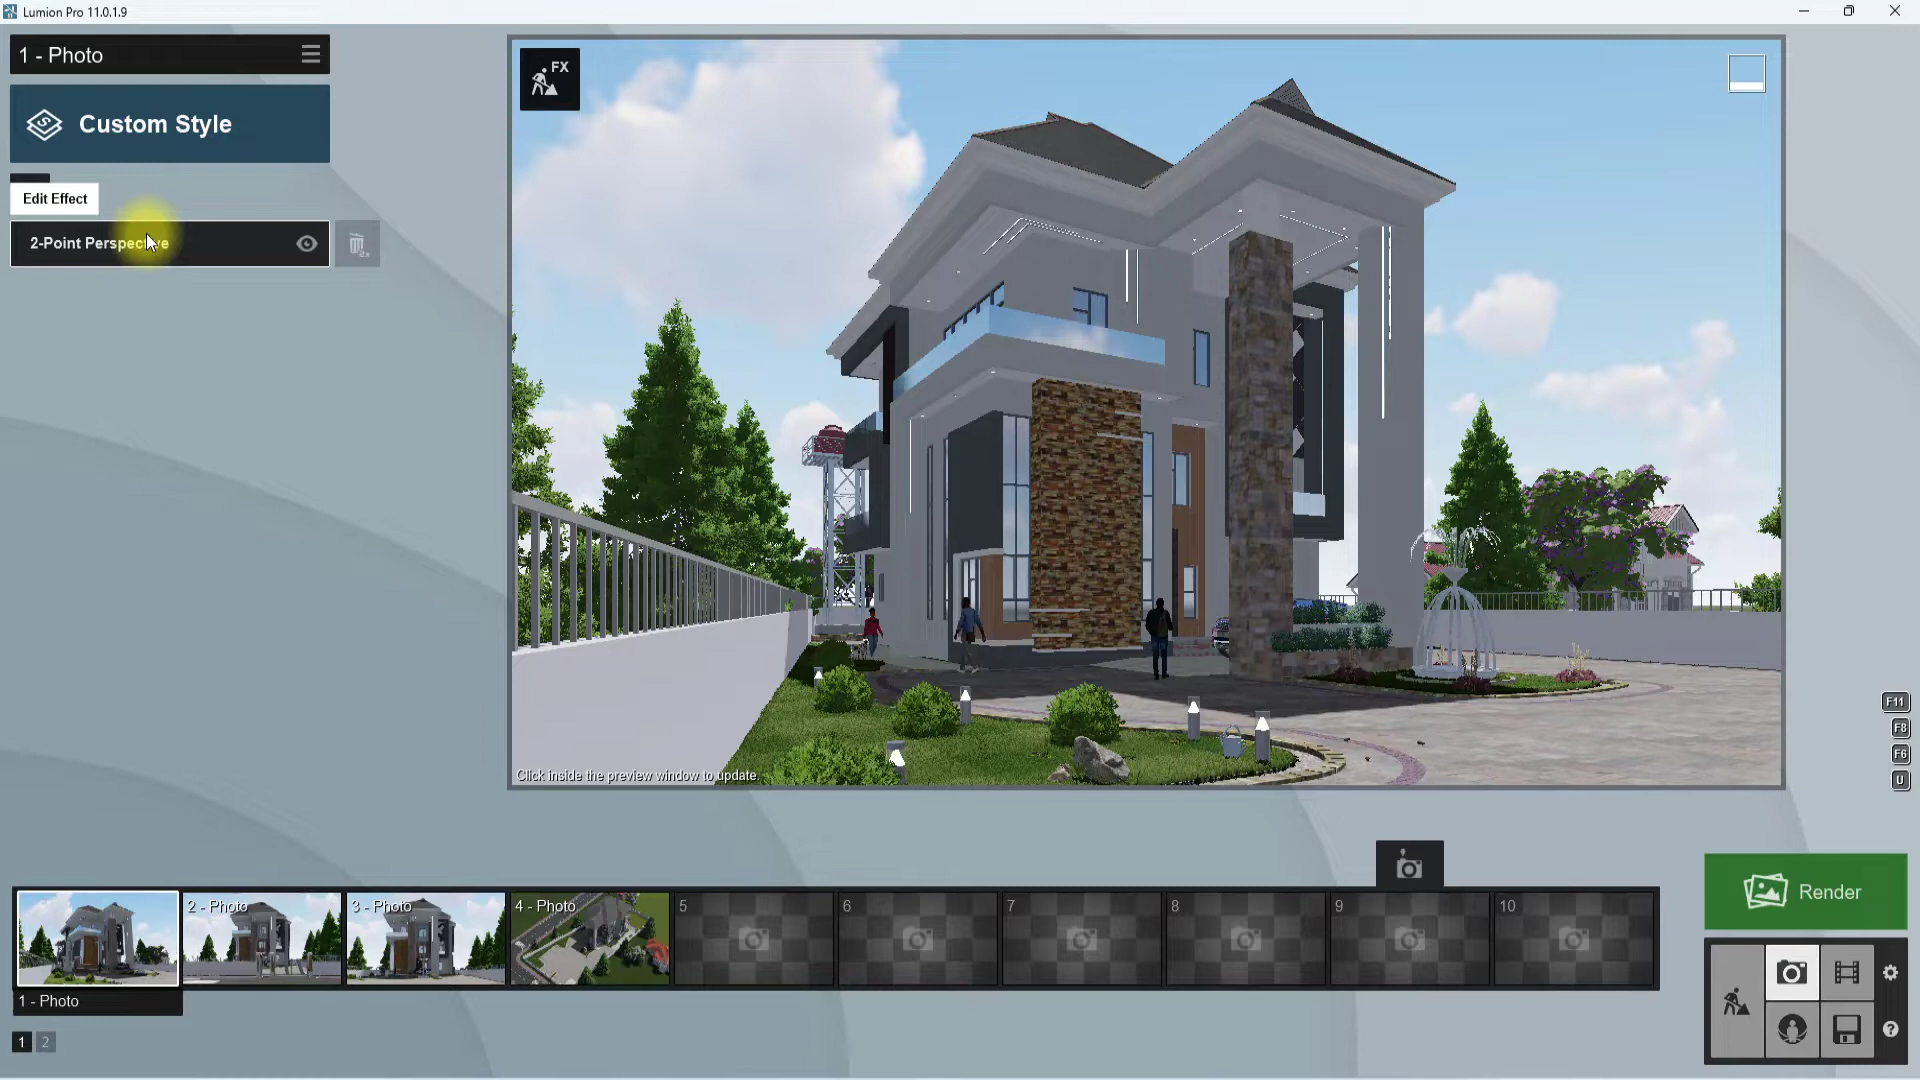 Lumion Pro 11.0.1.9
1 - Photo
Custom Style
Edit Effect
2-Point Perspective
FX
Click inside the preview window to update.
F11
F8
F6
U
Render
2 - Photo
3 - Photo
4 - Photo
5
6
7
8
9
10
1 - Photo
1
2